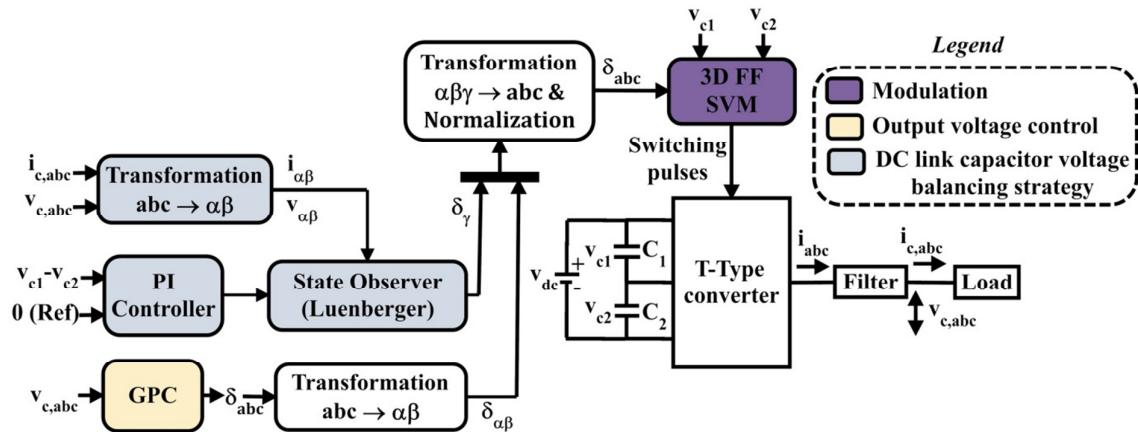 v_c1
v_c2
Legend
Transformation
αβγ → abc &
Normalization
δ_abc
3D FF
SVM
Modulation
Output voltage control
DC link capacitor voltage
balancing strategy
Switching
pulses
i_c,abc
v_c,abc
Transformation
abc → αβ
i_αβ
v_αβ
δ_γ
v_c1-v_c2
0 (Ref)
PI
Controller
State Observer
(Luenberger)
v_dc
+
-
v_c1
C_1
v_c2
C_2
T-Type
converter
i_abc
Filter
i_c,abc
Load
v_c,abc
v_c,abc
GPC
δ_abc
Transformation
abc → αβ
δ_αβ